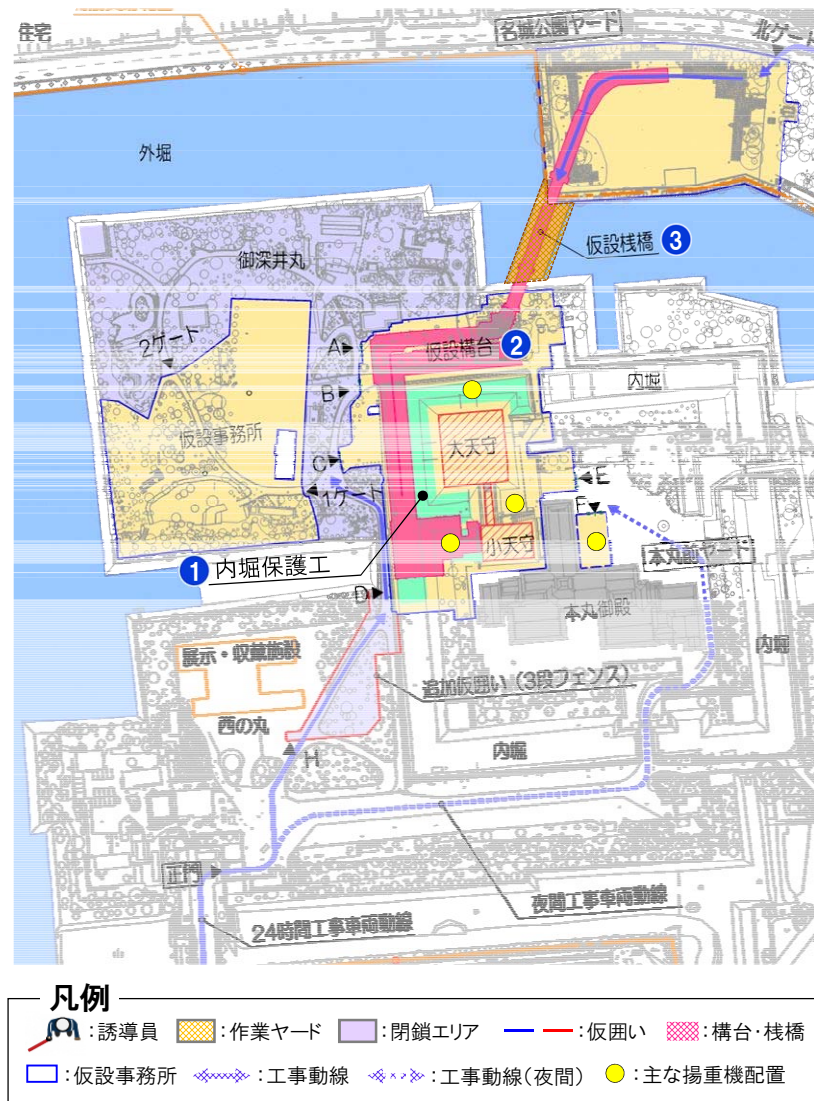 住宅
名城公園ヤード
北ゲート
外堀
仮設桟橋 3
御深井丸
2ゲート
A
仮設構台 2
B
内堀
仮設事務所
大天守
C
E
1ゲート
F
小天守
本丸前ヤード
1 内堀保護工
D
本丸御殿
内堀
展示・収蔵施設
追加仮囲い(3段フェンス)
西の丸
H
内堀
正門
夜間工事車両動線
24時間工事車両動線
凡例
:誘導員 :作業ヤード :閉鎖エリア :仮囲い :構台・桟橋
:仮設事務所 :工事動線 :工事動線(夜間) :主な揚重機配置